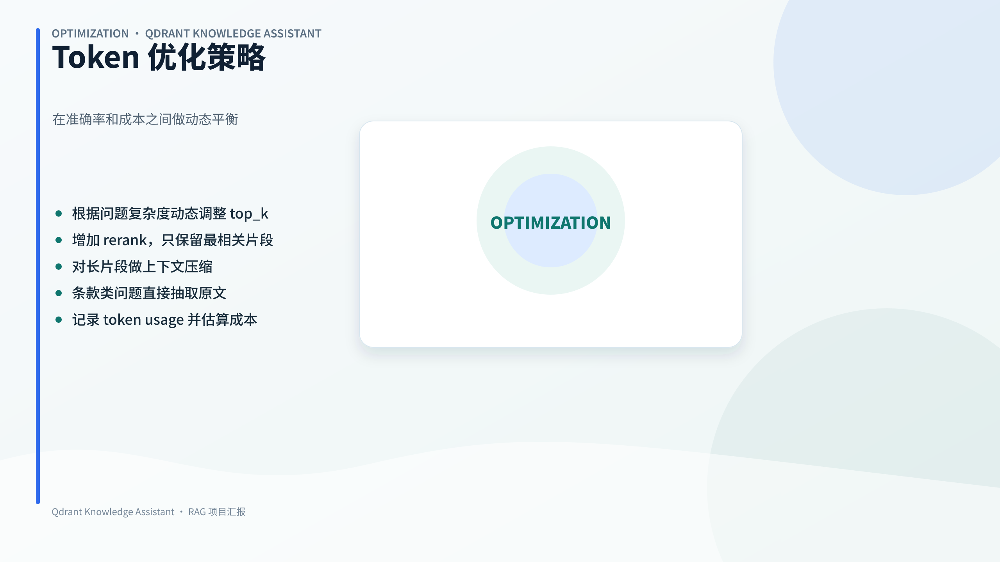 OPTIMIZATION • QDRANT KNOWLEDGE ASSISTANT
Token 优化策略
在准确率和成本之间做动态平衡
根据问题复杂度动态调整 top_k
增加 rerank，只保留最相关片段
对长片段做上下文压缩
条款类问题直接抽取原文
记录 token usage 并估算成本
OPTIMIZATION
Qdrant Knowledge Assistant • RAG 项目汇报